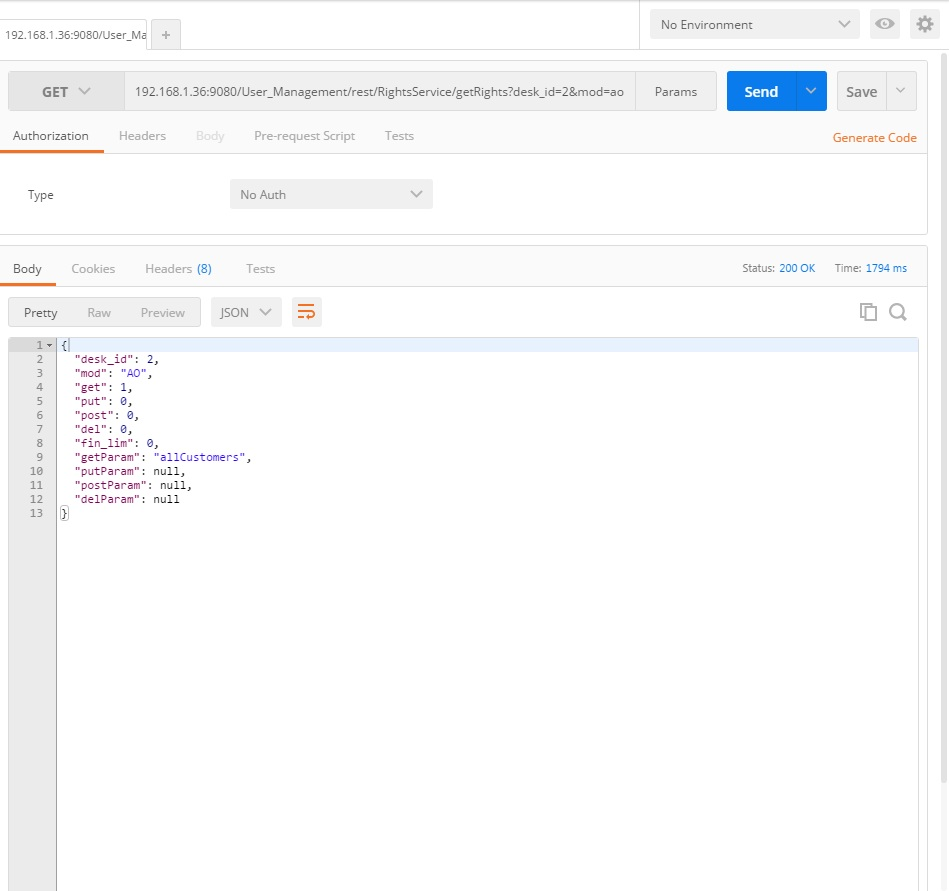 192.168.1.36:9080/User_Ma
+
No Environment
GET
192.168.1.36:9080/User_Management/rest/RightsService/getRights?desk_id=2&mod=ao
Params
Send
Save
Authorization Headers Body Pre-request Script Tests
Generate Code
Type
No Auth
Body Cookies Headers (8) Tests
Status: 200 OK Time: 1794 ms
Pretty Raw Preview JSON
1 {
2 "desk_id": 2,
3 "mod": "AO",
4 "get": 1,
5 "put": 0,
6 "post": 0,
7 "del": 0,
8 "fin_lim": 0,
9 "getParam": "allCustomers",
10 "putParam": null,
11 "postParam": null,
12 "delParam": null
13 }